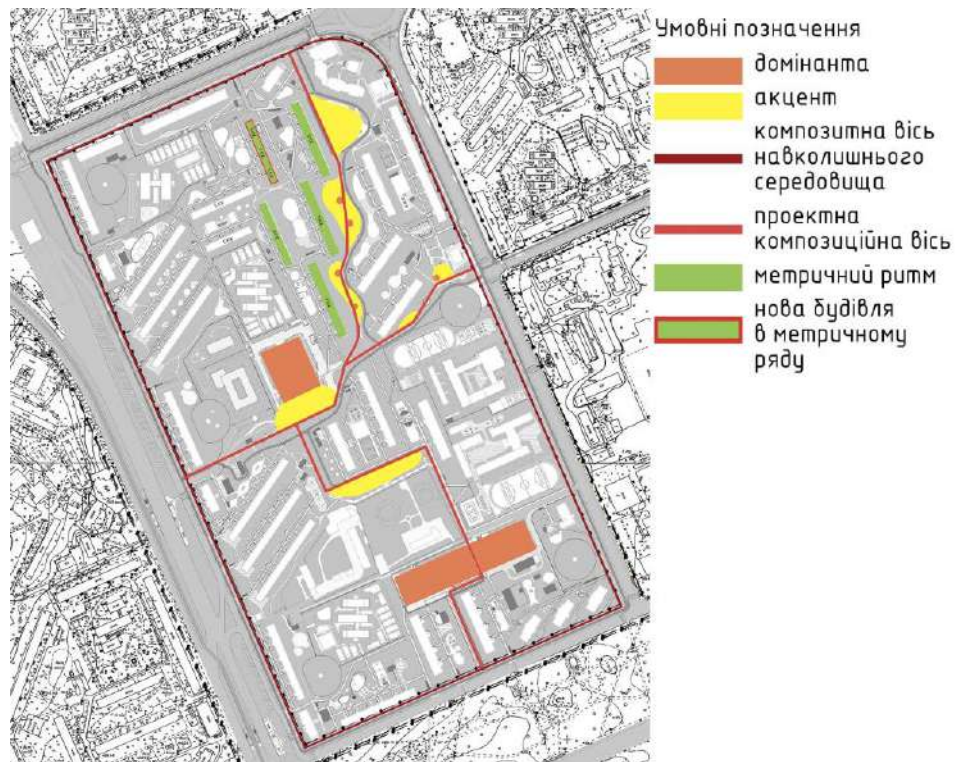 Умовні позначення
домінанта
акцент
композитна вісь
навколишнього
середовища
проектна
композиційна вісь
метричний ритм
нова будівля
в метричному
ряду